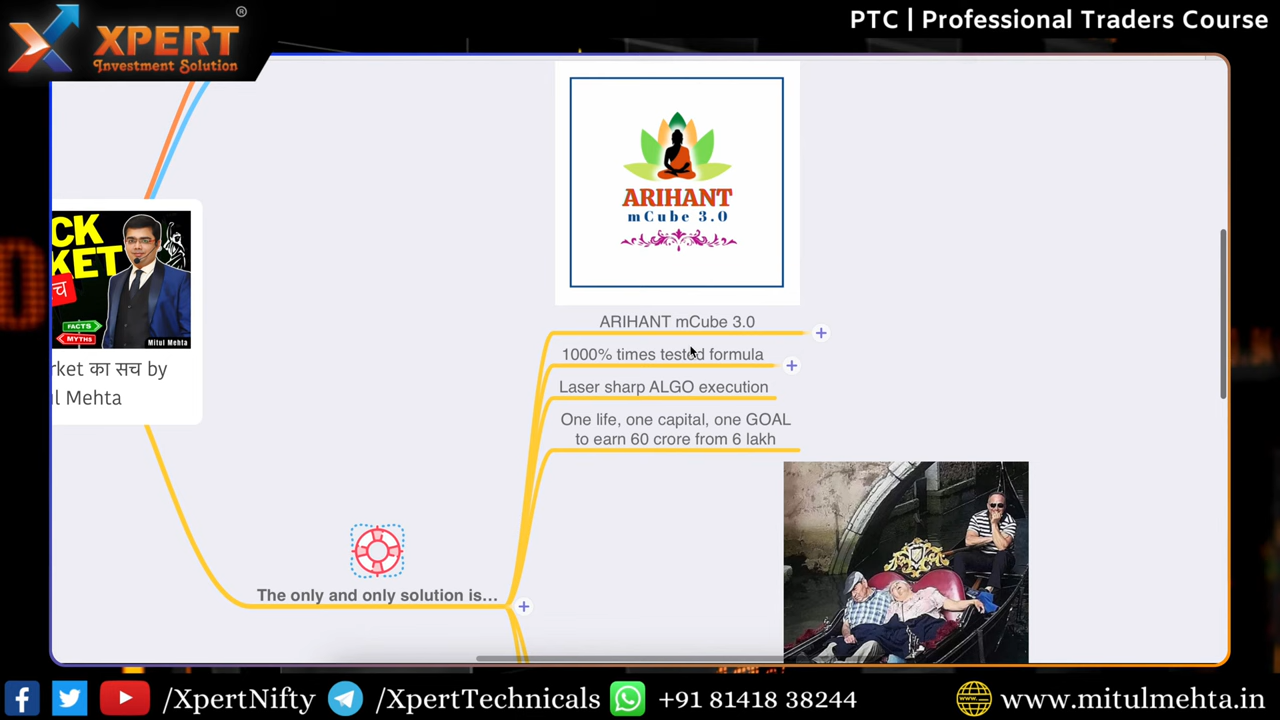 XPERT
®
Investment Solution
PTC | Professional Traders Course
ARIHANT
mCube 3.0
CK
KET
FACTS
MYTHS
Mitul Mehta
rket का सच by
ul Mehta
ARIHANT mCube 3.0
1000% times tested formula
Laser sharp ALGO execution
One life, one capital, one GOAL
to earn 60 crore from 6 lakh
The only and only solution is...
/XpertNifty
/XpertTechnicals
+91 81418 38244
www.mitulmehta.in